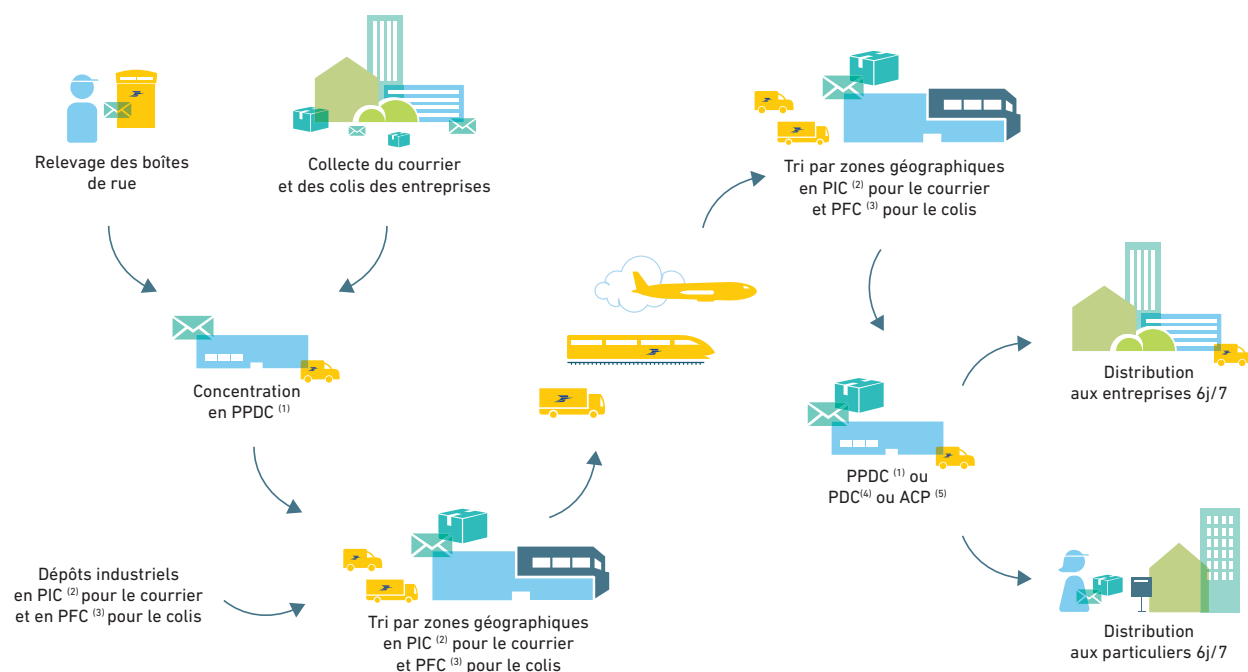 Relevage des boîtes
de rue
Collecte du courrier
et des colis des entreprises
Concentration
en PPDC (1)
Dépôts industriels
en PIC (2) pour le courrier
et en PFC (3) pour le colis
Tri par zones géographiques
en PIC (2) pour le courrier
et PFC (3) pour le colis
Tri par zones géographiques
en PIC (2) pour le courrier
et PFC (3) pour le colis
PPDC (1) ou
PDC(4) ou ACP (5)
Distribution
aux entreprises 6j/7
Distribution
aux particuliers 6j/7